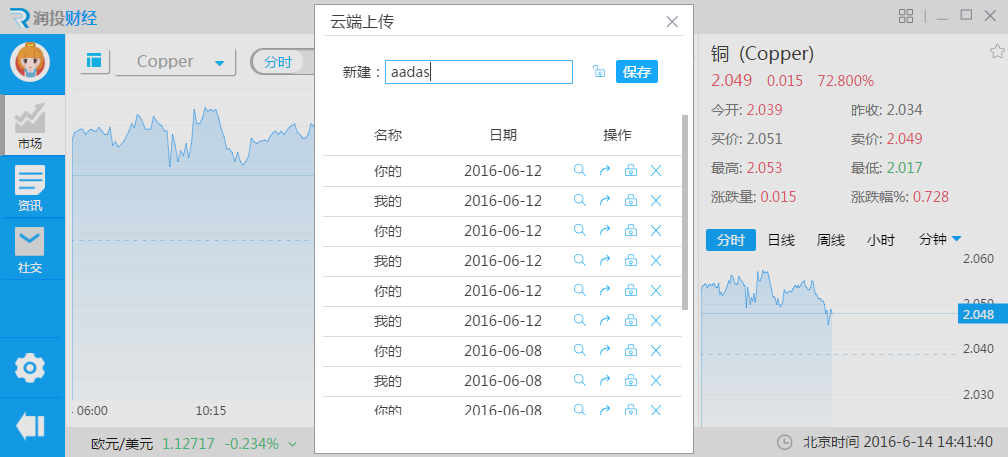 润投财经
云端上传
Copper
分时
新建：
aadas
保存
铜  (Copper)
2.049 0.015 72.800%
今开: 2.039 昨收: 2.034
买价: 2.051 卖价: 2.049
最高: 2.053 最低: 2.017
涨跌量: 0.015 涨跌幅%: 0.728
市场
资讯
社交
名称 日期 操作
你的 2016-06-12
我的 2016-06-12
你的 2016-06-12
我的 2016-06-12
你的 2016-06-12
我的 2016-06-12
你的 2016-06-08
我的 2016-06-08
你的 2016-06-08
分时 日线 周线 小时 分钟
2.060
2.050
2.048
2.040
2.030
06:00 10:15
欧元/美元 1.12717 -0.234%
北京时间 2016-6-14 14:41:40